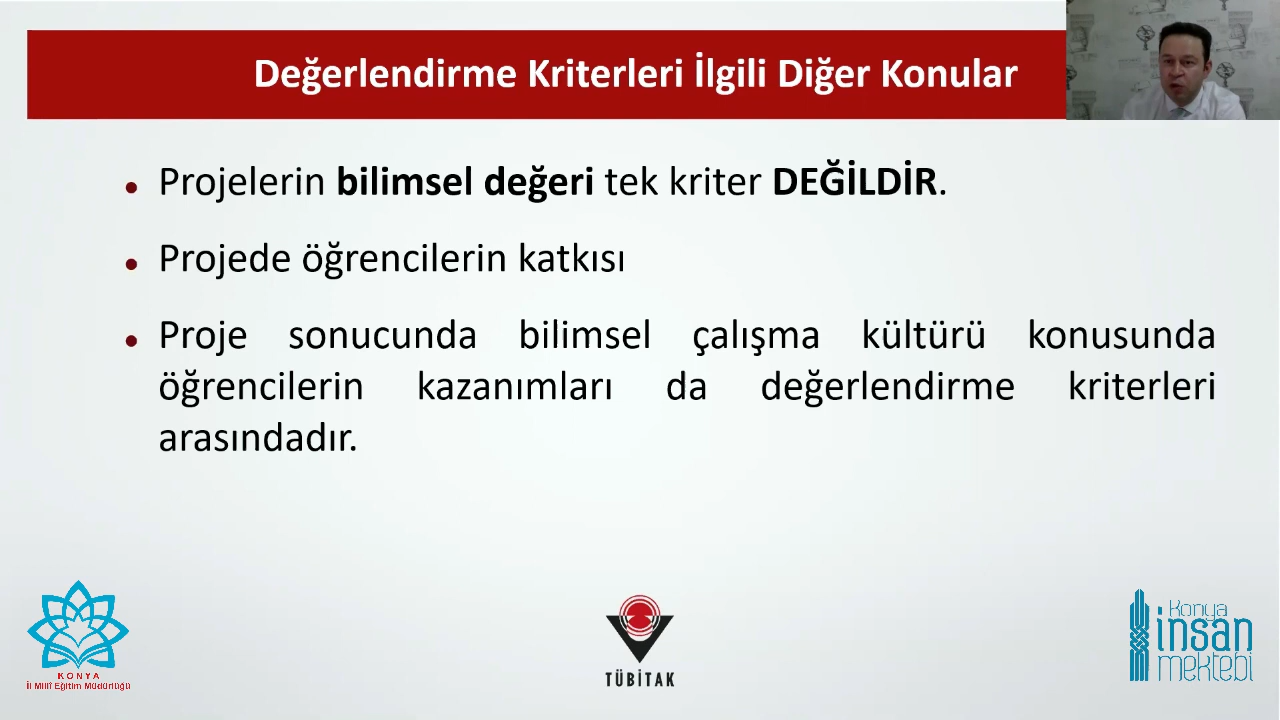 Değerlendirme Kriterleri İlgili Diğer Konular
Projelerin bilimsel değeri tek kriter DEĞİLDİR.
Projede öğrencilerin katkısı
Proje sonucunda bilimsel çalışma kültürü konusunda
öğrencilerin kazanımları da değerlendirme kriterleri
arasındadır.
KONYA
İl Millî Eğitim Müdürlüğü
TÜBİTAK
Konya
insan
mektebi